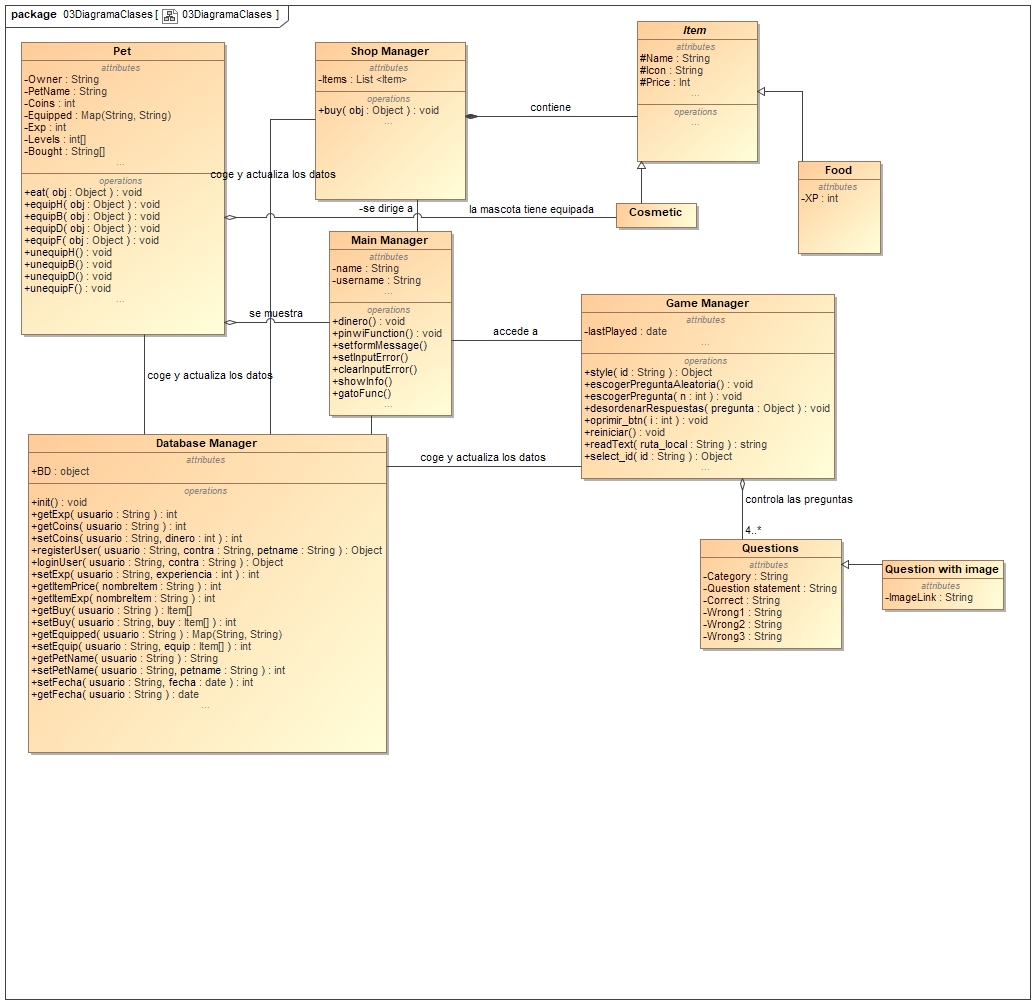 package 03DiagramaClases [ 03DiagramaClases ]
Pet
attributes
-Owner : String
-PetName : String
-Coins : int
-Equipped : Map(String, String)
-Exp : int
-Levels : int[]
-Bought : String[]
...
operations
+eat( obj : Object ) : void
+equipH( obj : Object ) : void
+equipB( obj : Object ) : void
+equipD( obj : Object ) : void
+equipF( obj : Object ) : void
+unequipH() : void
+unequipB() : void
+unequipD() : void
+unequipF() : void
...
Shop Manager
attributes
-Items : List <Item>
operations
+buy( obj : Object ) : void
...
contiene
Item
attributes
#Name : String
#Icon : String
#Price : Int
...
operations
...
Food
attributes
-XP : int
Cosmetic
coge y actualiza los datos
-se dirige a
la mascota tiene equipada
Main Manager
attributes
-name : String
-username : String
...
operations
+dinero() : void
+pinwiFunction() : void
+setformMessage()
+setInputError()
+clearInputError()
+showInfo()
+gatoFunc()
...
se muestra
accede a
Game Manager
attributes
-lastPlayed : date
...
operations
+style( id : String ) : Object
+escogerPreguntaAleatoria() : void
+escogerPregunta( n : int ) : void
+desordenarRespuestas( pregunta : Object ) : void
+oprimir_btn( i : int ) : void
+reiniciar() : void
+readText( ruta_local : String ) : string
+select_id( id : String ) : Object
...
coge y actualiza los datos
Database Manager
attributes
+BD : object
operations
+init() : void
+getExp( usuario : String ) : int
+getCoins( usuario : String ) : int
+setCoins( usuario : String, dinero : int ) : int
+registerUser( usuario : String, contra : String, petname : String ) : Object
+loginUser( usuario : String, contra : String ) : Object
+setExp( usuario : String, experiencia : int ) : int
+getItemPrice( nombreItem : String ) : int
+getItemExp( nombreItem : String ) : int
+getBuy( usuario : String ) : Item[]
+setBuy( usuario : String, buy : Item[] ) : int
+getEquipped( usuario : String ) : Map(String, String)
+setEquip( usuario : String, equip : Item[] ) : int
+getPetName( usuario : String ) : String
+setPetName( usuario : String, petname : String ) : int
+setFecha( usuario : String, fecha : date ) : int
+getFecha( usuario : String ) : date
...
coge y actualiza los datos
controla las preguntas
4..*
Questions
attributes
-Category : String
-Question statement : String
-Correct : String
-Wrong1 : String
-Wrong2 : String
-Wrong3 : String
Question with image
attributes
-ImageLink : String